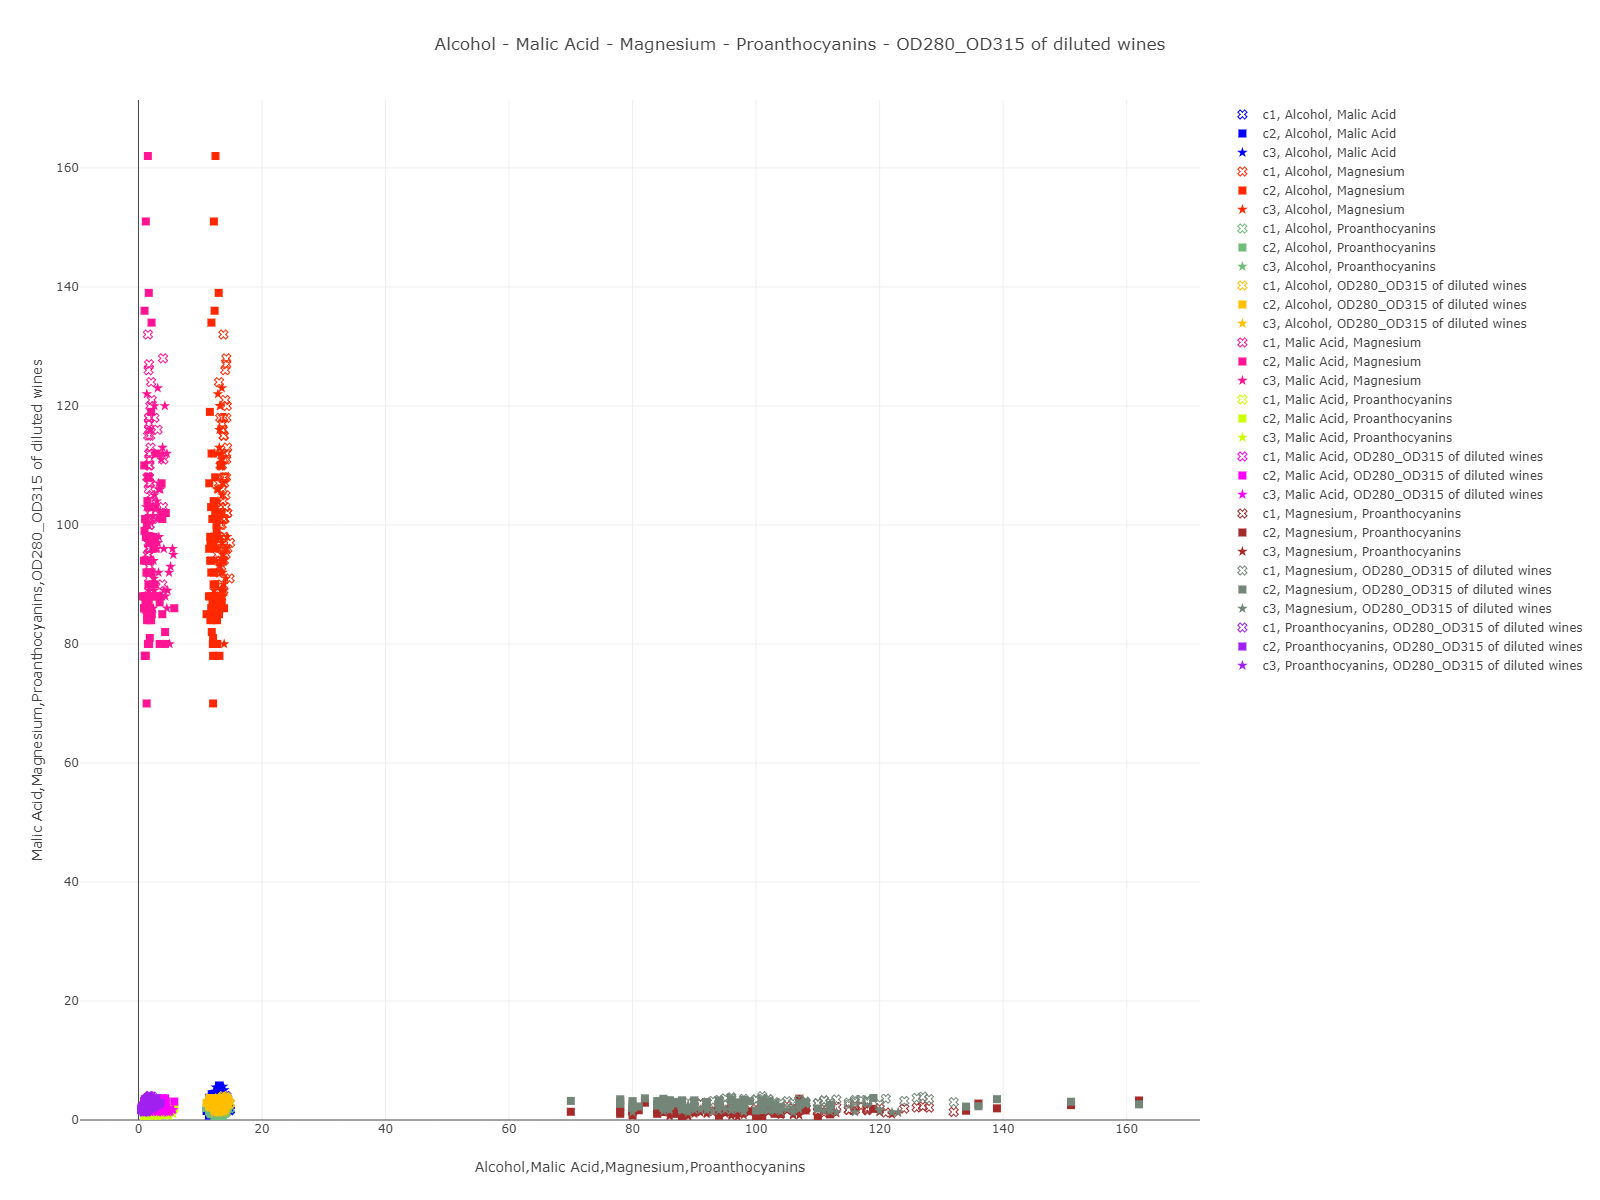 Alcohol - Malic Acid - Magnesium - Proanthocyanins - OD280_OD315 of diluted wines
c1, Alcohol, Malic Acid
c2, Alcohol, Malic Acid
c3, Alcohol, Malic Acid
c1, Alcohol, Magnesium
c2, Alcohol, Magnesium
c3, Alcohol, Magnesium
c1, Alcohol, Proanthocyanins
c2, Alcohol, Proanthocyanins
c3, Alcohol, Proanthocyanins
c1, Alcohol, OD280_OD315 of diluted wines
c2, Alcohol, OD280_OD315 of diluted wines
c3, Alcohol, OD280_OD315 of diluted wines
c1, Malic Acid, Magnesium
c2, Malic Acid, Magnesium
c3, Malic Acid, Magnesium
c1, Malic Acid, Proanthocyanins
c2, Malic Acid, Proanthocyanins
c3, Malic Acid, Proanthocyanins
c1, Malic Acid, OD280_OD315 of diluted wines
c2, Malic Acid, OD280_OD315 of diluted wines
c3, Malic Acid, OD280_OD315 of diluted wines
c1, Magnesium, Proanthocyanins
c2, Magnesium, Proanthocyanins
c3, Magnesium, Proanthocyanins
c1, Magnesium, OD280_OD315 of diluted wines
c2, Magnesium, OD280_OD315 of diluted wines
c3, Magnesium, OD280_OD315 of diluted wines
c1, Proanthocyanins, OD280_OD315 of diluted wines
c2, Proanthocyanins, OD280_OD315 of diluted wines
c3, Proanthocyanins, OD280_OD315 of diluted wines
Malic Acid,Magnesium,Proanthocyanins,OD280_OD315 of diluted wines
160
140
120
100
80
60
40
20
0
0 20 40 60 80 100 120 140 160
Alcohol,Malic Acid,Magnesium,Proanthocyanins